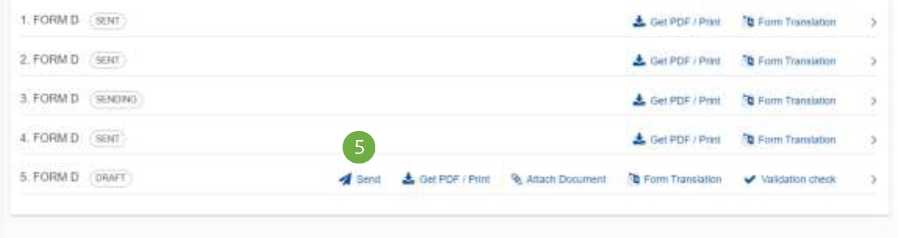 1. FORM D SENT Get PDF / Print Form Translation
2. FORM D SENT Get PDF / Print Form Translation
3. FORM D SENDING Get PDF / Print Form Translation
4. FORM D SENT Get PDF / Print Form Translation
5
5. FORM D DRAFT Send Get PDF / Print Attach Document Form Translation Validation check